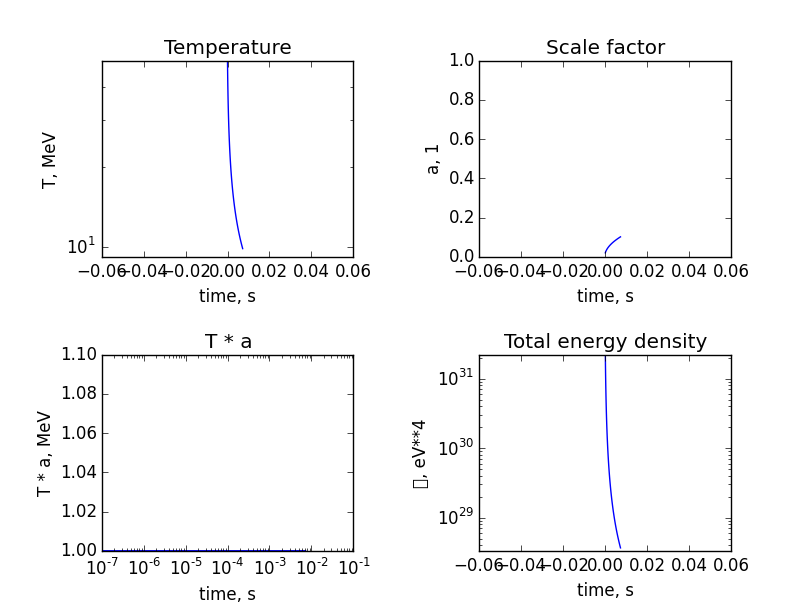 Temperature
T, MeV
10¹
−0.06 −0.04 −0.02 0.00 0.02 0.04 0.06
time, s
Scale factor
a, 1
1.0
0.8
0.6
0.4
0.2
0.0
−0.06 −0.04 −0.02 0.00 0.02 0.04 0.06
time, s
T * a
T * a, MeV
1.10
1.08
1.06
1.04
1.02
1.00
10⁻⁷ 10⁻⁶ 10⁻⁵ 10⁻⁴ 10⁻³ 10⁻² 10⁻¹
time, s
Total energy density
▯, eV**4
10³¹
10³⁰
10²⁹
−0.06 −0.04 −0.02 0.00 0.02 0.04 0.06
time, s